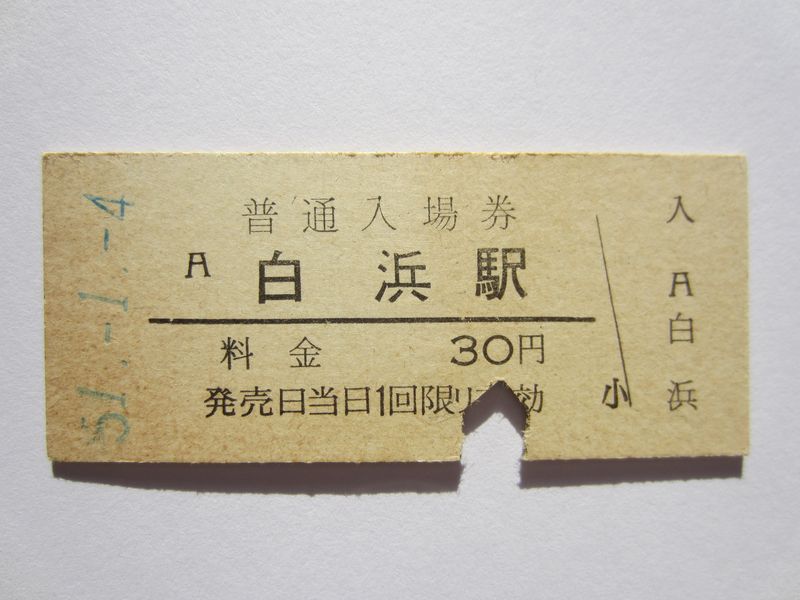 51.-1.-4
普通入場券
A 白浜駅
料金 30円
発売日当日1回限り 効
小
入
A
白
浜